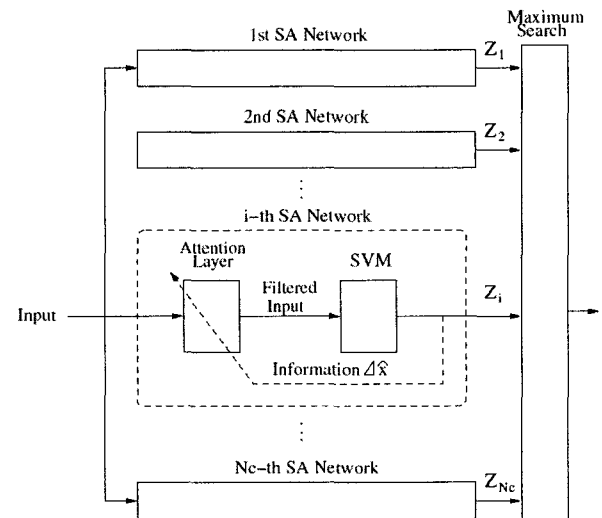 Maximum
Search
1st SA Network
Z1
2nd SA Network
Z2
i-th SA Network
Attention
Layer
SVM
Filtered
Input
Zi
Input
Information Δx̂
Nc-th SA Network
ZNc